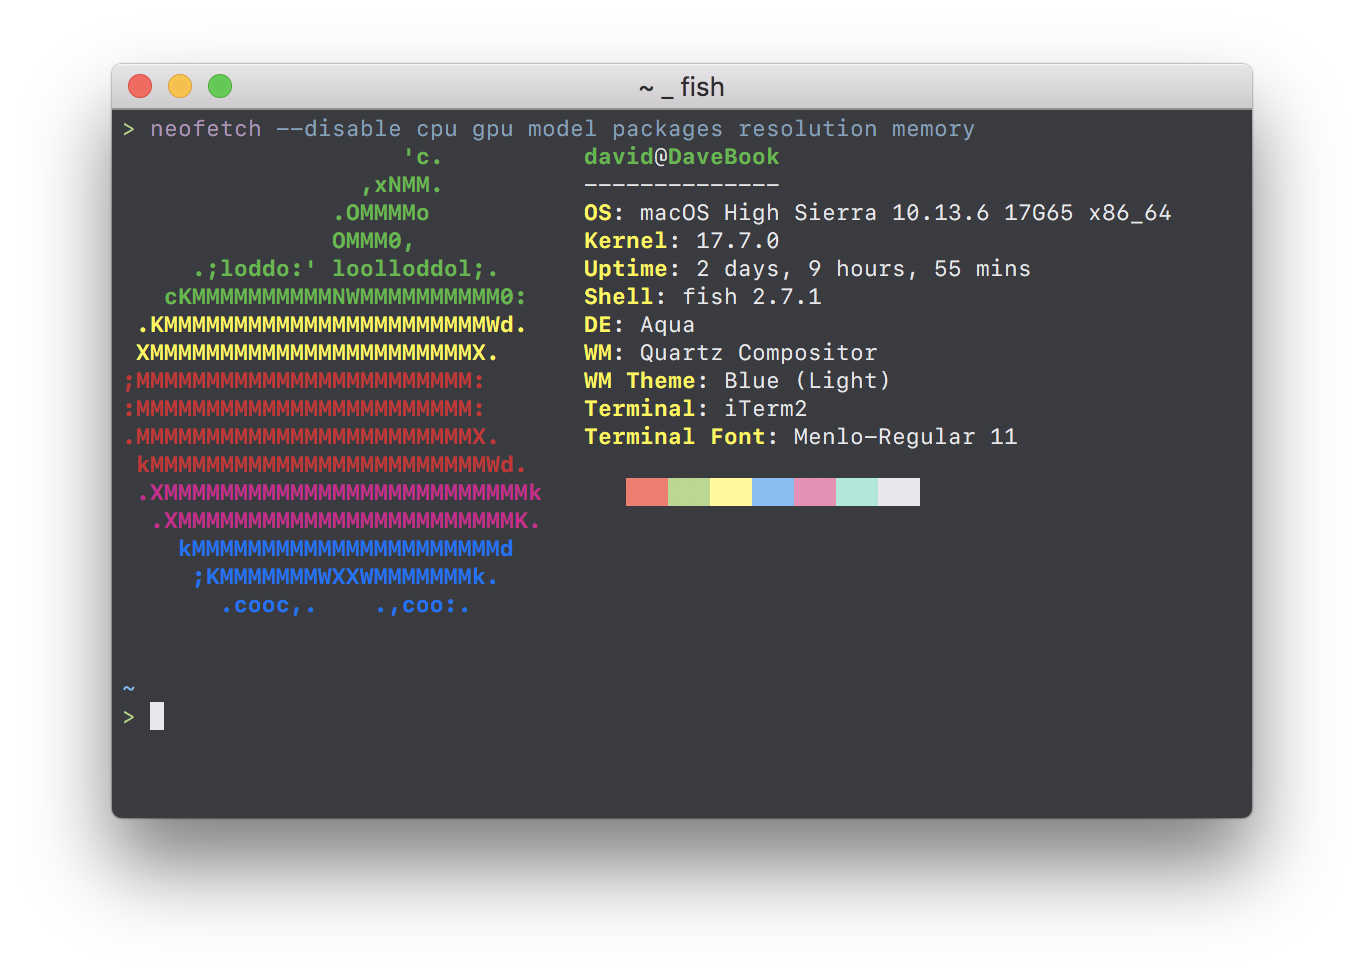 ~ _ fish
> neofetch --disable cpu gpu model packages resolution memory
                    'c.          david@DaveBook
                 ,xNMM.          --------------
               .OMMMMo           OS: macOS High Sierra 10.13.6 17G65 x86_64
               OMMM0,            Kernel: 17.7.0
     .;loddo:' loolloddol;.      Uptime: 2 days, 9 hours, 55 mins
   cKMMMMMMMMMMNWMMMMMMMMMM0:    Shell: fish 2.7.1
 .KMMMMMMMMMMMMMMMMMMMMMMMWd.    DE: Aqua
 XMMMMMMMMMMMMMMMMMMMMMMMX.      WM: Quartz Compositor
;MMMMMMMMMMMMMMMMMMMMMMMM:       WM Theme: Blue (Light)
:MMMMMMMMMMMMMMMMMMMMMMMM:       Terminal: iTerm2
.MMMMMMMMMMMMMMMMMMMMMMMMX.      Terminal Font: Menlo-Regular 11
 kMMMMMMMMMMMMMMMMMMMMMMMMWd.
 .XMMMMMMMMMMMMMMMMMMMMMMMMMMk
  .XMMMMMMMMMMMMMMMMMMMMMMMMK.
    kMMMMMMMMMMMMMMMMMMMMMMd
     ;KMMMMMMMWXXWMMMMMMMk.
       .cooc,.    .,coo:.
~
>